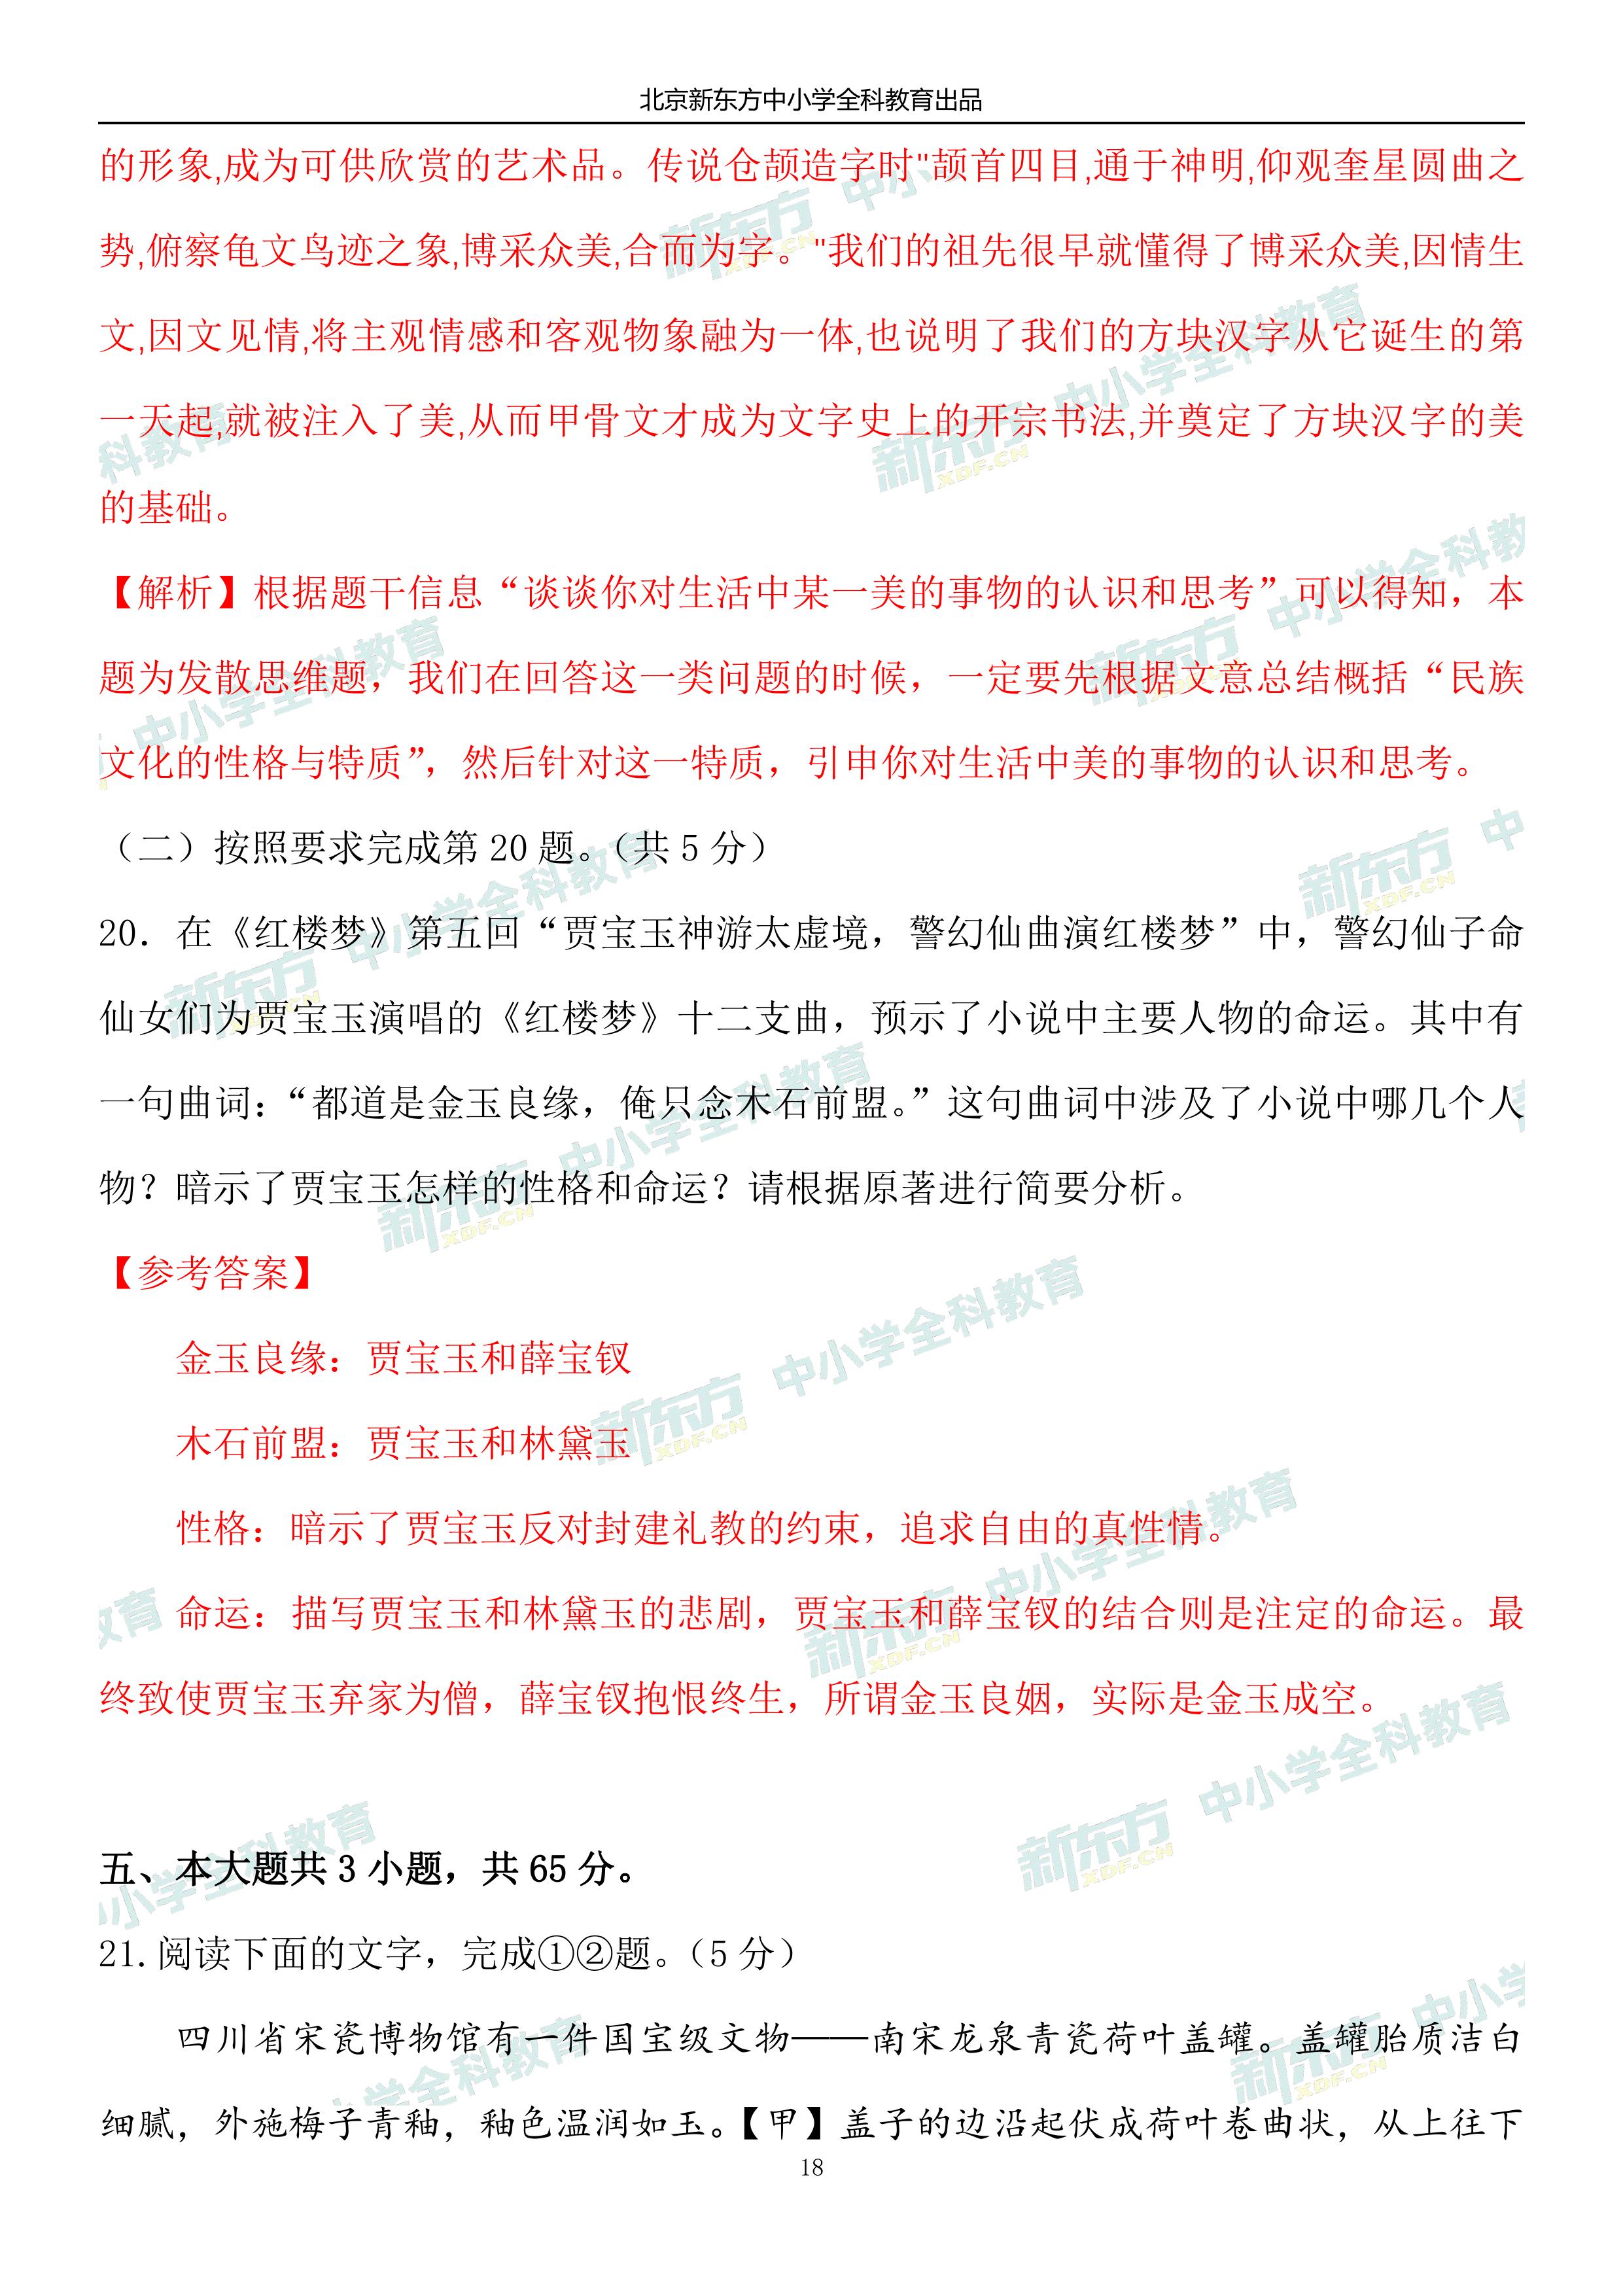 北京新东方中小学全科教育出品
的形象,成为可供欣赏的艺术品。传说仓颉造字时"颉首四目,通于神明,仰观奎星圆曲之
势,俯察龟文鸟迹之象,博采众美,合而为字。"我们的祖先很早就懂得了博采众美,因情生
文,因文见情,将主观情感和客观物象融为一体,也说明了我们的方块汉字从它诞生的第
一天起,就被注入了美,从而甲骨文才成为文字史上的开宗书法,并奠定了方块汉字的美
的基础。
【解析】根据题干信息“谈谈你对生活中某一美的事物的认识和思考”可以得知，本
题为发散思维题，我们在回答这一类问题的时候，一定要先根据文意总结概括“民族
文化的性格与特质”，然后针对这一特质，引申你对生活中美的事物的认识和思考。
（二）按照要求完成第 20 题。（共 5 分）
20．在《红楼梦》第五回“贾宝玉神游太虚境，警幻仙曲演红楼梦”中，警幻仙子命
仙女们为贾宝玉演唱的《红楼梦》十二支曲，预示了小说中主要人物的命运。其中有
一句曲词：“都道是金玉良缘，俺只念木石前盟。”这句曲词中涉及了小说中哪几个人
物？暗示了贾宝玉怎样的性格和命运？请根据原著进行简要分析。
【参考答案】
金玉良缘：贾宝玉和薛宝钗
木石前盟：贾宝玉和林黛玉
性格：暗示了贾宝玉反对封建礼教的约束，追求自由的真性情。
命运：描写贾宝玉和林黛玉的悲剧，贾宝玉和薛宝钗的结合则是注定的命运。最
终致使贾宝玉弃家为僧，薛宝钗抱恨终生，所谓金玉良姻，实际是金玉成空。
五、本大题共 3 小题，共 65 分。
21.阅读下面的文字，完成①②题。（5 分）
四川省宋瓷博物馆有一件国宝级文物——南宋龙泉青瓷荷叶盖罐。盖罐胎质洁白
细腻，外施梅子青釉，釉色温润如玉。【甲】盖子的边沿起伏成荷叶卷曲状，从上往下
18